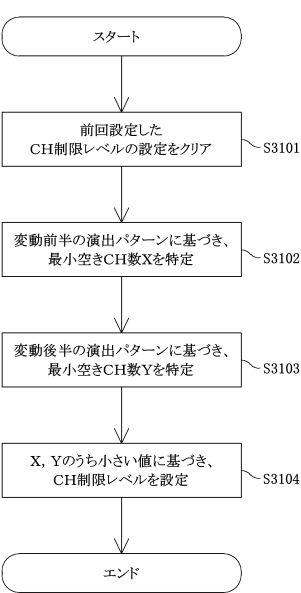 スタート
前回設定した
CH制限レベルの設定をクリア
S3101
変動前半の演出パターンに基づき、
最小空きCH数Xを特定
S3102
変動後半の演出パターンに基づき、
最小空きCH数Yを特定
S3103
X, Yのうち小さい値に基づき、
CH制限レベルを設定
S3104
エンド